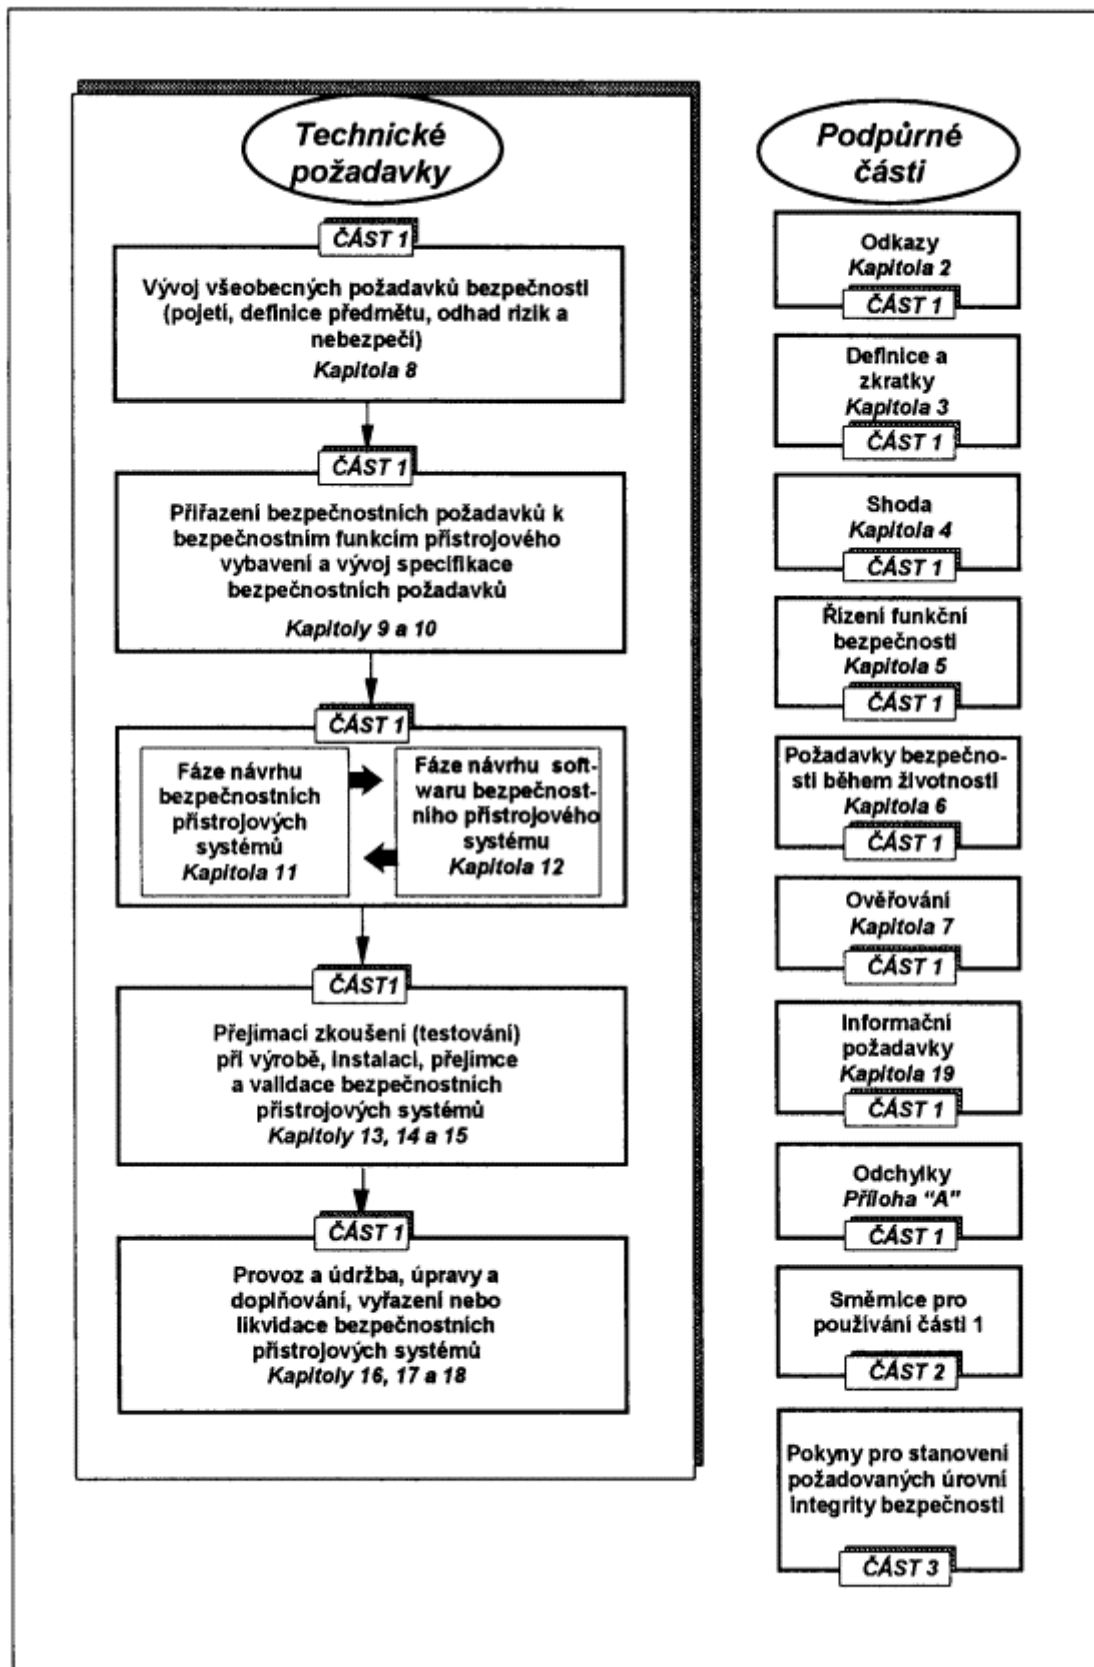 Technické
požadavky
ČÁST 1
Vývoj všeobecných požadavků bezpečnosti
(pojetí, definice předmětu, odhad rizik a
nebezpečí)
Kapitola 8
ČÁST 1
Přiřazení bezpečnostních požadavků k
bezpečnostním funkcím přístrojového
vybavení a vývoj specifikace
bezpečnostních požadavků
Kapitoly 9 a 10
ČÁST 1
Fáze návrhu
bezpečnostních
přístrojových
systémů
Kapitola 11
Fáze návrhu soft-
waru bezpečnost-
ního přístrojového
systému
Kapitola 12
ČÁST1
Přejímací zkoušení (testování)
při výrobě, instalaci, přejímce
a validace bezpečnostních
přístrojových systémů
Kapitoly 13, 14 a 15
ČÁST 1
Provoz a údržba, úpravy a
doplňování, vyřazení nebo
likvidace bezpečnostních
přístrojových systémů
Kapitoly 16, 17 a 18
Podpůrné
části
Odkazy
Kapitola 2
ČÁST 1
Definice a
zkratky
Kapitola 3
ČÁST 1
Shoda
Kapitola 4
ČÁST 1
Řízení funkční
bezpečnosti
Kapitola 5
ČÁST 1
Požadavky bezpečno-
sti během životnosti
Kapitola 6
ČÁST 1
Ověřování
Kapitola 7
ČÁST 1
Informační
požadavky
Kapitola 19
ČÁST 1
Odchylky
Příloha "A"
ČÁST 1
Směrnice pro
používání části 1
ČÁST 2
Pokyny pro stanovení
požadovaných úrovní
integrity bezpečnosti
ČÁST 3